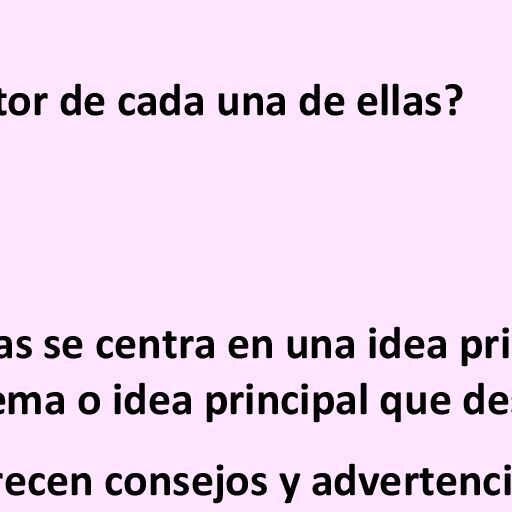 tor de cada una de ellas?
as se centra en una idea pri
ema o idea principal que des
recen consejos y advertenci